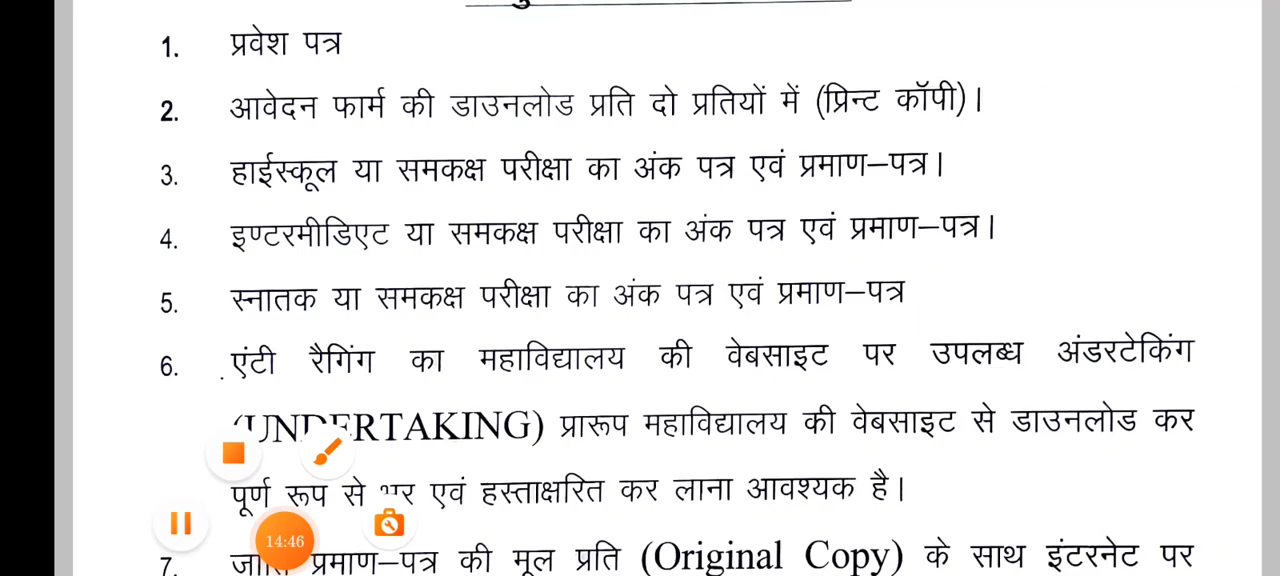 1. प्रवेश पत्र
2. आवेदन फार्म की डाउनलोड प्रति दो प्रतियों में (प्रिन्ट कॉपी)।
3. हाईस्कूल या समकक्ष परीक्षा का अंक पत्र एवं प्रमाण–पत्र।
4. इण्टरमीडिएट या समकक्ष परीक्षा का अंक पत्र एवं प्रमाण–पत्र।
5. स्नातक या समकक्ष परीक्षा का अंक पत्र एवं प्रमाण–पत्र
6. एंटी रैगिंग का महाविद्यालय की वेबसाइट पर उपलब्ध अंडरटेकिंग
(UNDERTAKING) प्रारूप महाविद्यालय की वेबसाइट से डाउनलोड कर
पूर्ण रूप से भर एवं हस्ताक्षरित कर लाना आवश्यक है।
14:46
7. जाति प्रमाण–पत्र की मूल प्रति (Original Copy) के साथ इंटरनेट पर